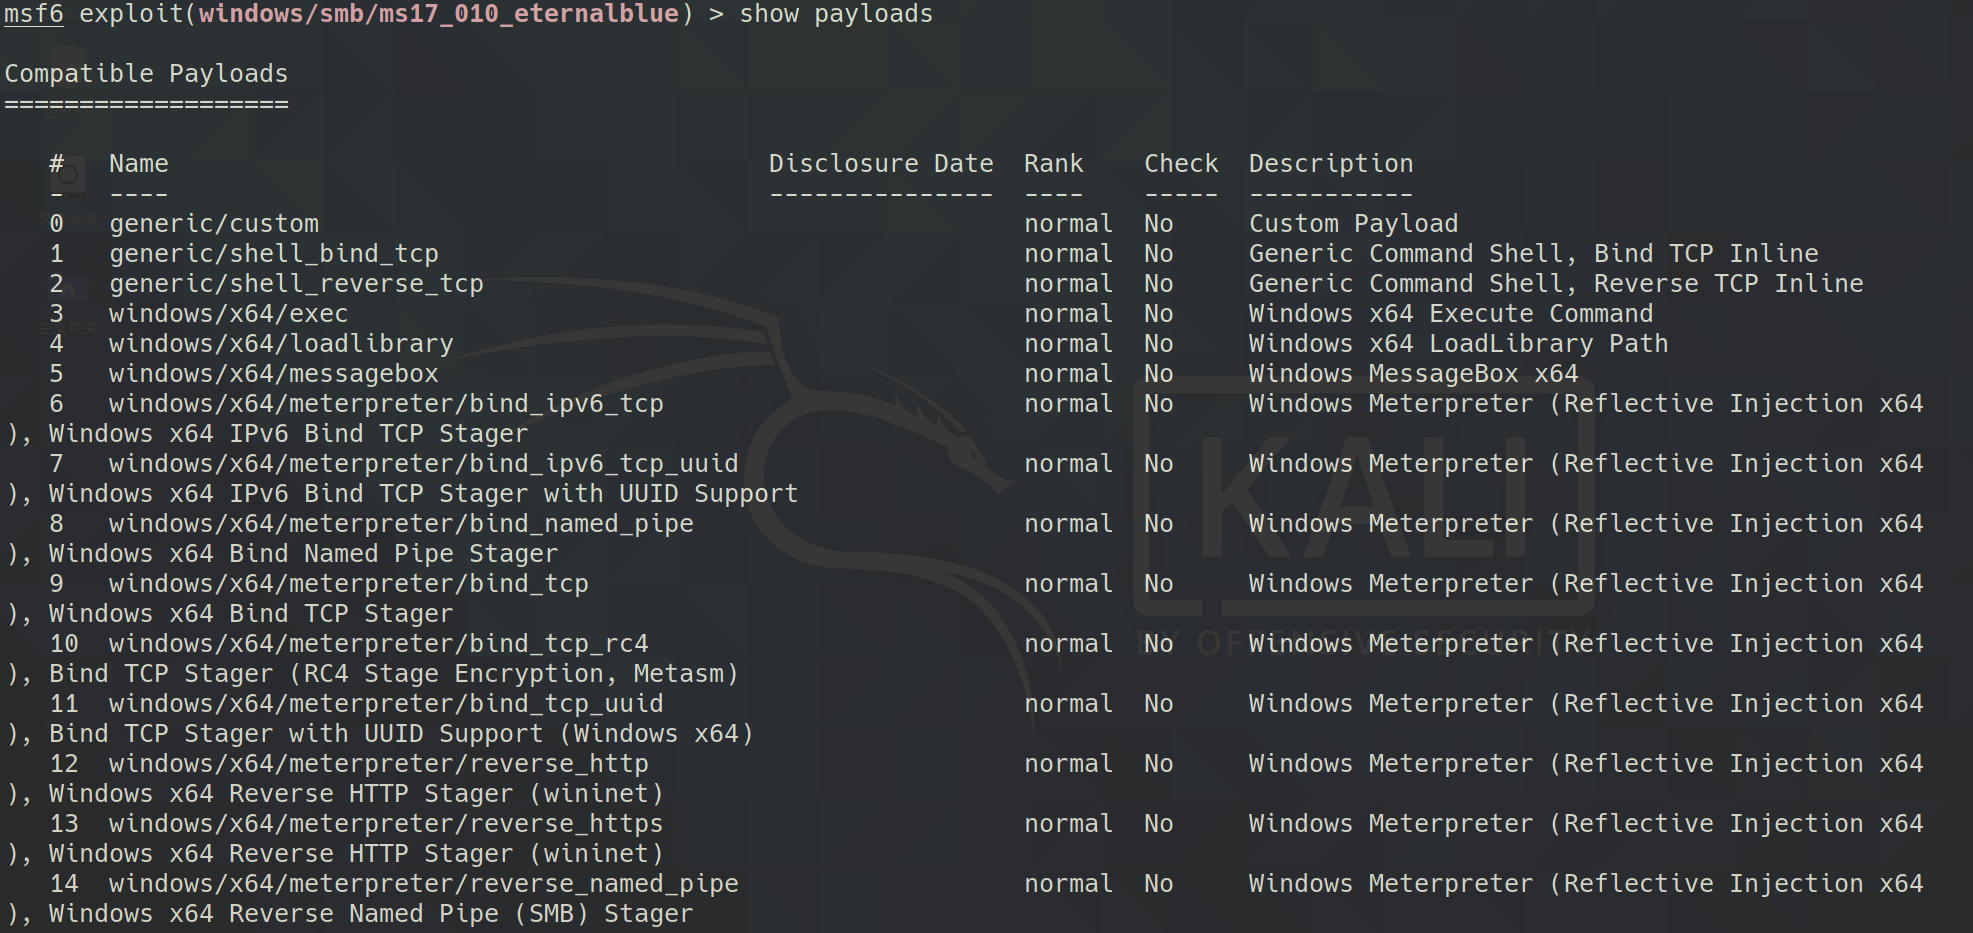 msf6 exploit(windows/smb/ms17_010_eternalblue) > show payloads
Compatible Payloads
===================
#   Name                                        Disclosure Date  Rank    Check  Description
-   ----                                        ---------------  ----    -----  -----------
0   generic/custom                                               normal  No     Custom Payload
1   generic/shell_bind_tcp                                       normal  No     Generic Command Shell, Bind TCP Inline
2   generic/shell_reverse_tcp                                    normal  No     Generic Command Shell, Reverse TCP Inline
3   windows/x64/exec                                             normal  No     Windows x64 Execute Command
4   windows/x64/loadlibrary                                      normal  No     Windows x64 LoadLibrary Path
5   windows/x64/messagebox                                       normal  No     Windows MessageBox x64
6   windows/x64/meterpreter/bind_ipv6_tcp                        normal  No     Windows Meterpreter (Reflective Injection x64
), Windows x64 IPv6 Bind TCP Stager
7   windows/x64/meterpreter/bind_ipv6_tcp_uuid                   normal  No     Windows Meterpreter (Reflective Injection x64
), Windows x64 IPv6 Bind TCP Stager with UUID Support
8   windows/x64/meterpreter/bind_named_pipe                      normal  No     Windows Meterpreter (Reflective Injection x64
), Windows x64 Bind Named Pipe Stager
9   windows/x64/meterpreter/bind_tcp                             normal  No     Windows Meterpreter (Reflective Injection x64
), Windows x64 Bind TCP Stager
10  windows/x64/meterpreter/bind_tcp_rc4                         normal  No     Windows Meterpreter (Reflective Injection x64
), Bind TCP Stager (RC4 Stage Encryption, Metasm)
11  windows/x64/meterpreter/bind_tcp_uuid                        normal  No     Windows Meterpreter (Reflective Injection x64
), Bind TCP Stager with UUID Support (Windows x64)
12  windows/x64/meterpreter/reverse_http                         normal  No     Windows Meterpreter (Reflective Injection x64
), Windows x64 Reverse HTTP Stager (wininet)
13  windows/x64/meterpreter/reverse_https                        normal  No     Windows Meterpreter (Reflective Injection x64
), Windows x64 Reverse HTTP Stager (wininet)
14  windows/x64/meterpreter/reverse_named_pipe                   normal  No     Windows Meterpreter (Reflective Injection x64
), Windows x64 Reverse Named Pipe (SMB) Stager
KALI
BY OFFENSIVE SECURITY